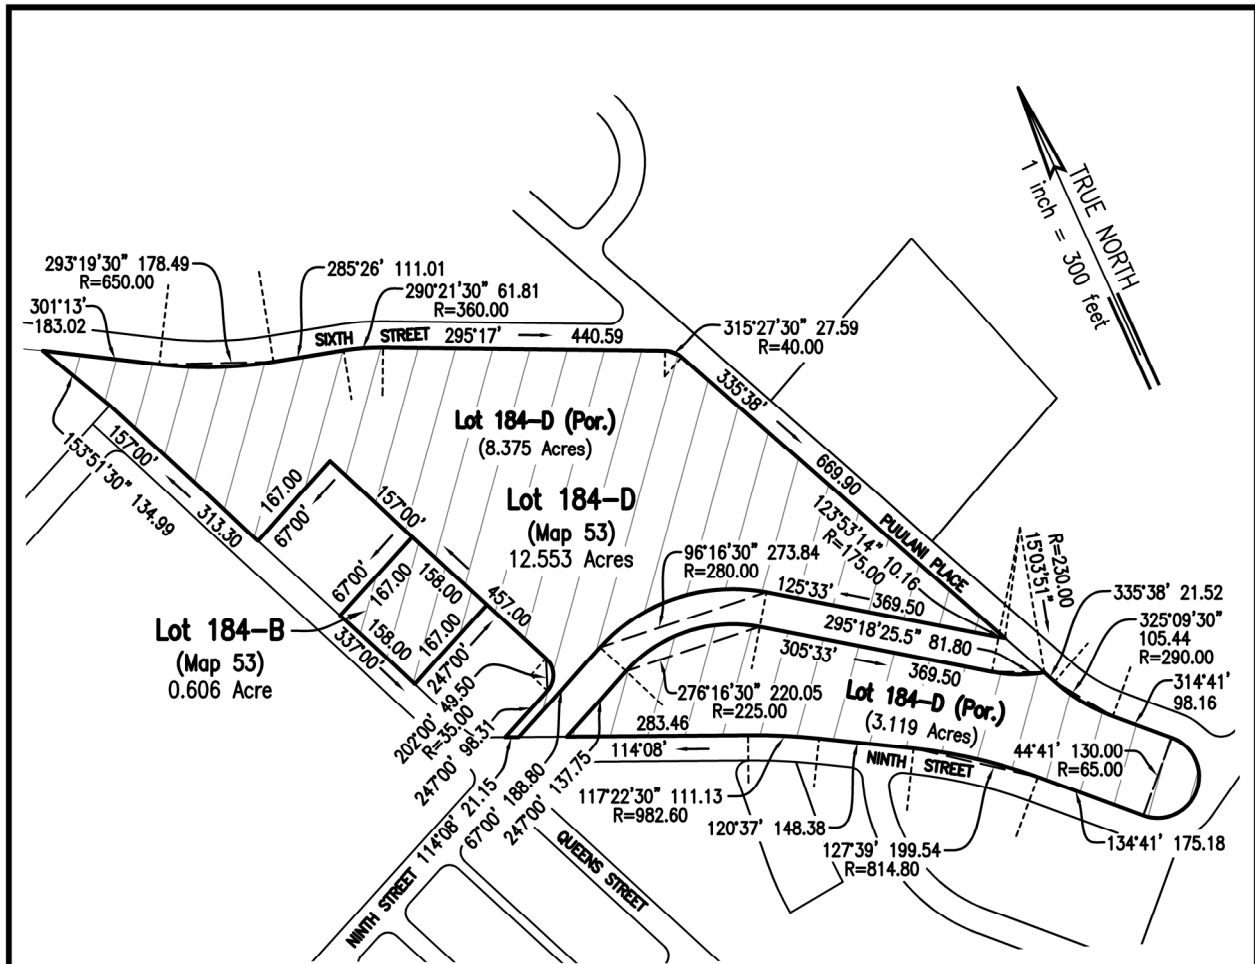 TRUE NORTH
1 inch = 300 feet
293°19'30" 178.49
R=650.00
285°26' 111.01
301°13'
183.02
290°21'30" 61.81
R=360.00
SIXTH STREET 295°17' 440.59
315°27'30" 27.59
R=40.00
335°38' 669.90
PUULANI PLACE
Lot 184-D (Por.)
(8.375 Acres)
157°00' 313.30
153°51'30" 134.99
167.00
67°00'
157°00' 457.00
Lot 184-D
(Map 53)
12.553 Acres
123°53'14" 10.16
R=175.00
96°16'30" 273.84
R=280.00
125°33' 369.50
R=230.00
15°03'51"
335°38' 21.52
325°09'30"
105.44
R=290.00
67°00'
167.00
158.00
Lot 184-B
(Map 53)
0.606 Acre
158.00
167.00
337°00'
247°00'
295°18'25.5" 81.80
305°33' 369.50
314°41'
98.16
202°00' 49.50
R=35.00
276°16'30" 220.05
R=225.00
Lot 184-D (Por.)
(3.119 Acres)
247°00' 98.31
283.46
114°08'
NINTH STREET
44°41' 130.00
R=65.00
114°08' 21.15
67°00' 188.80
247°00' 137.75
117°22'30" 111.13
R=982.60
120°37' 148.38
127°39' 199.54
R=814.80
134°41' 175.18
NINTH STREET
QUEENS STREET